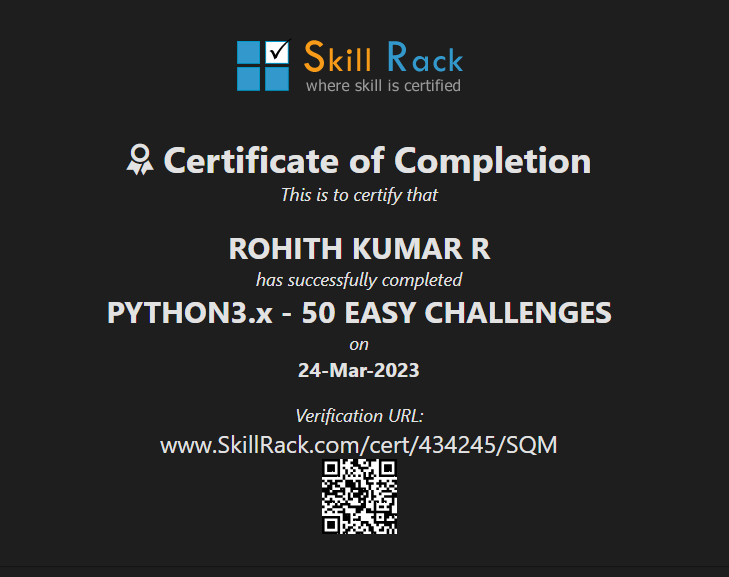 Skill Rack
where skill is certified
Certificate of Completion
This is to certify that
ROHITH KUMAR R
has successfully completed
PYTHON3.x - 50 EASY CHALLENGES
on
24-Mar-2023
Verification URL:
www.SkillRack.com/cert/434245/SQM